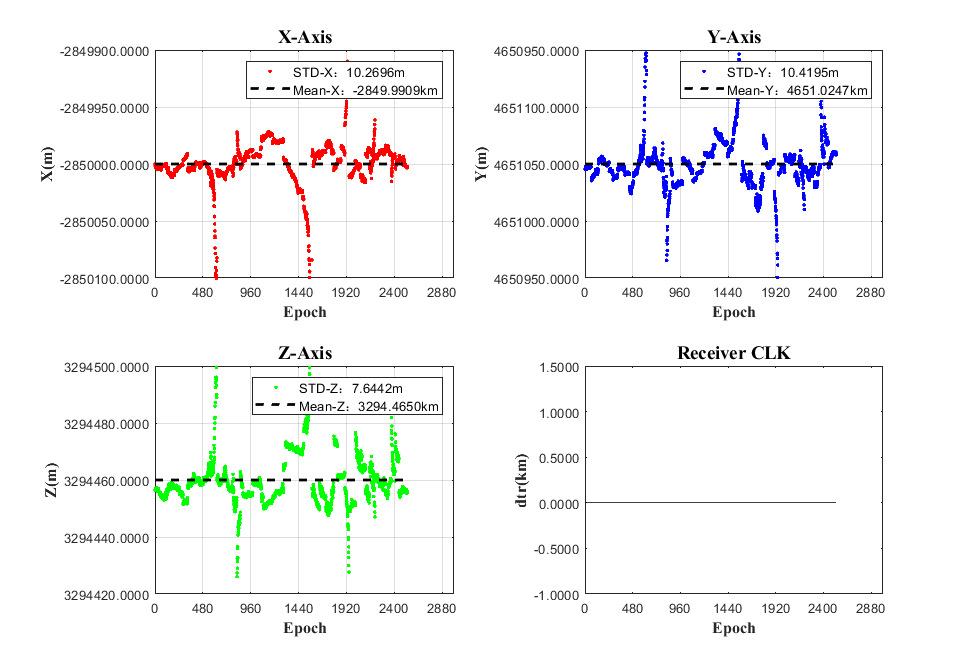 X-Axis
-2849900.0000
-2849950.0000
-2850000.0000
-2850050.0000
-2850100.0000
X(m)
STD-X：10.2696m
Mean-X：-2849.9909km
0 480 960 1440 1920 2400 2880
Epoch
Y-Axis
4650950.0000
4651100.0000
4651050.0000
4651000.0000
4650950.0000
Y(m)
STD-Y：10.4195m
Mean-Y：4651.0247km
0 480 960 1440 1920 2400 2880
Epoch
Z-Axis
3294500.0000
3294480.0000
3294460.0000
3294440.0000
3294420.0000
Z(m)
STD-Z：7.6442m
Mean-Z：3294.4650km
0 480 960 1440 1920 2400 2880
Epoch
Receiver CLK
1.5000
1.0000
0.5000
0.0000
-0.5000
-1.0000
dtr(km)
0 480 960 1440 1920 2400 2880
Epoch